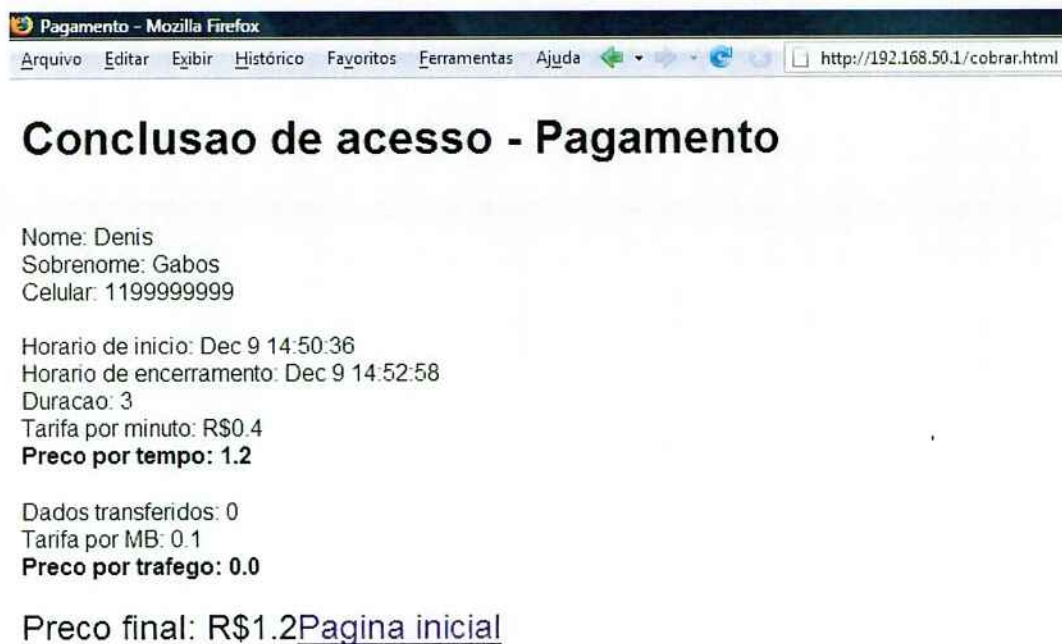 Pagamento - Mozilla Firefox
Arquivo Editar Exibir Histórico Favoritos Ferramentas Ajuda http://192.168.50.1/cobrar.html
Conclusao de acesso - Pagamento
Nome: Denis
Sobrenome: Gabos
Celular: 1199999999
Horario de inicio: Dec 9 14:50:36
Horario de encerramento: Dec 9 14:52:58
Duracao: 3
Tarifa por minuto: R$0.4
Preco por tempo: 1.2
Dados transferidos: 0
Tarifa por MB: 0.1
Preco por trafego: 0.0
Preco final: R$1.2Pagina inicial